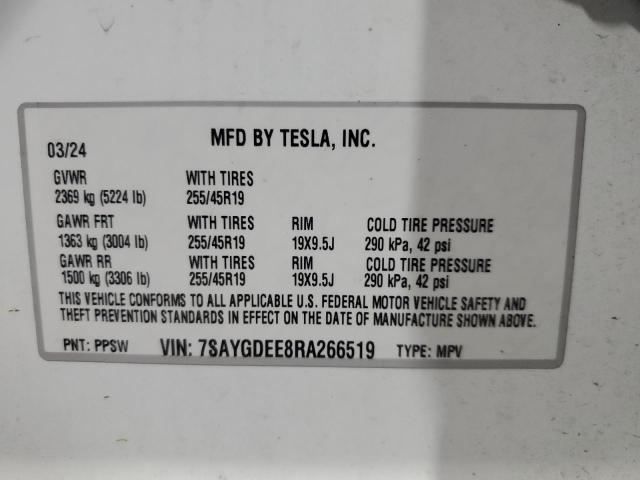 MFD BY TESLA, INC.
03/24
GVWR WITH TIRES
2369 kg (5224 lb) 255/45R19
GAWR FRT WITH TIRES RIM COLD TIRE PRESSURE
1363 kg (3004 lb) 255/45R19 19X9.5J 290 kPa, 42 psi
GAWR RR WITH TIRES RIM COLD TIRE PRESSURE
1500 kg (3306 lb) 255/45R19 19X9.5J 290 kPa, 42 psi
THIS VEHICLE CONFORMS TO ALL APPLICABLE U.S. FEDERAL MOTOR VEHICLE SAFETY AND
THEFT PREVENTION STANDARDS IN EFFECT ON THE DATE OF MANUFACTURE SHOWN ABOVE.
PNT: PPSW VIN: 7SAYGDEE8RA266519 TYPE: MPV